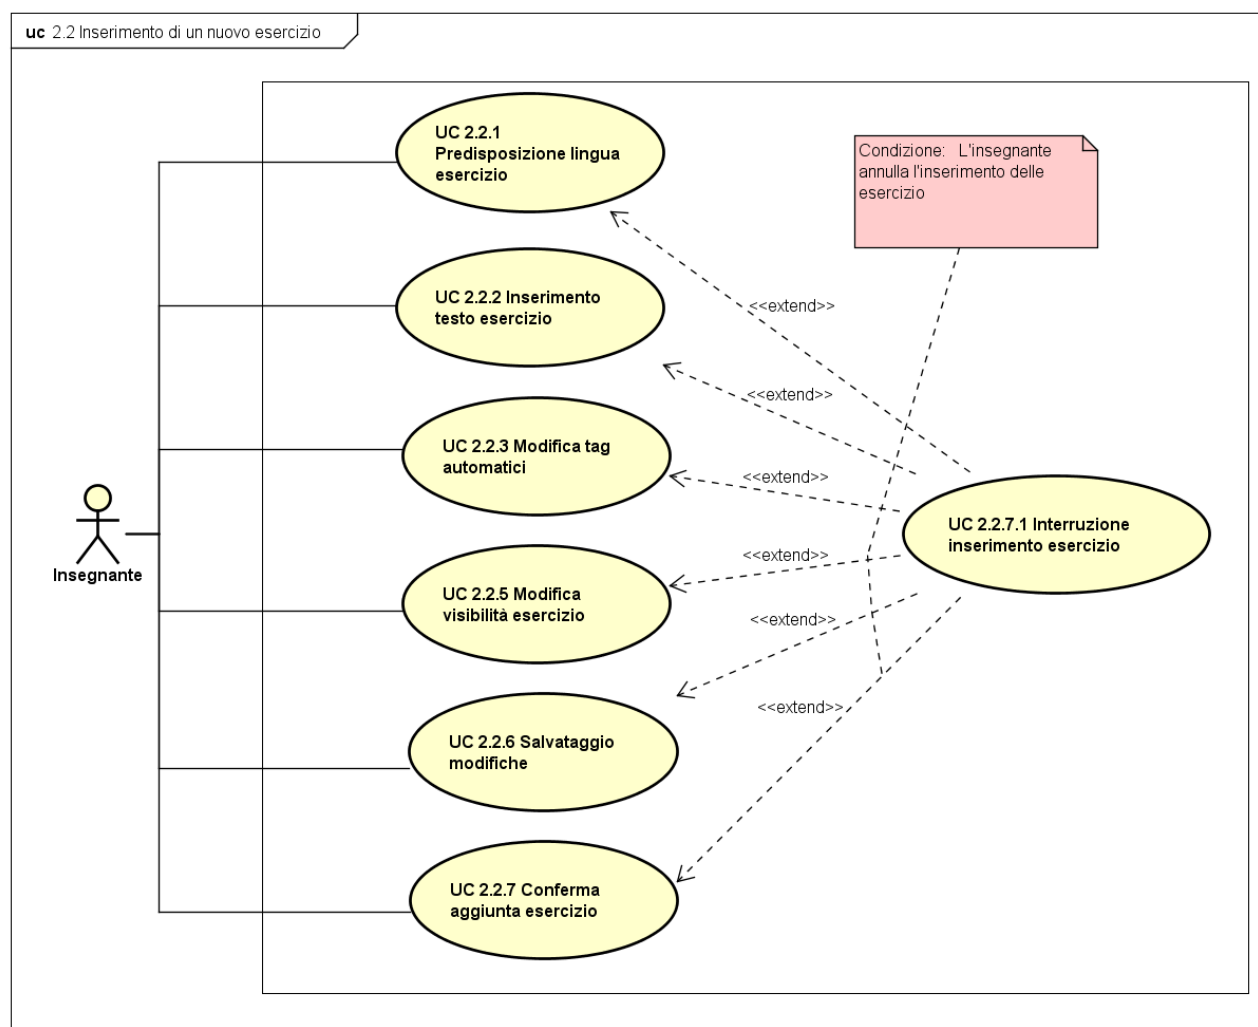 uc 2.2 Inserimento di un nuovo esercizio
UC 2.2.1
Predisposizione lingua
esercizio
Condizione:   L'insegnante
annulla l'inserimento delle
esercizio
UC 2.2.2 Inserimento
testo esercizio
<<extend>>
<<extend>>
UC 2.2.3 Modifica tag
automatici
<<extend>>
UC 2.2.7.1 Interruzione
inserimento esercizio
Insegnante
<<extend>>
UC 2.2.5 Modifica
visibilità esercizio
<<extend>>
UC 2.2.6 Salvataggio
modifiche
<<extend>>
UC 2.2.7 Conferma
aggiunta esercizio